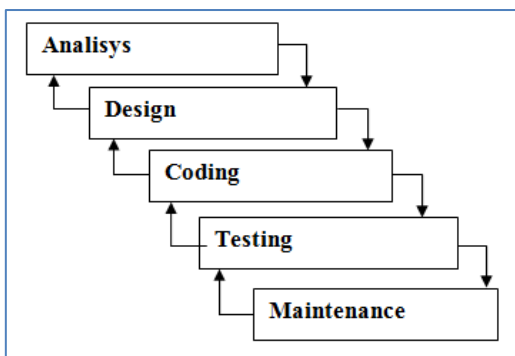 Analisys
Design
Coding
Testing
Maintenance